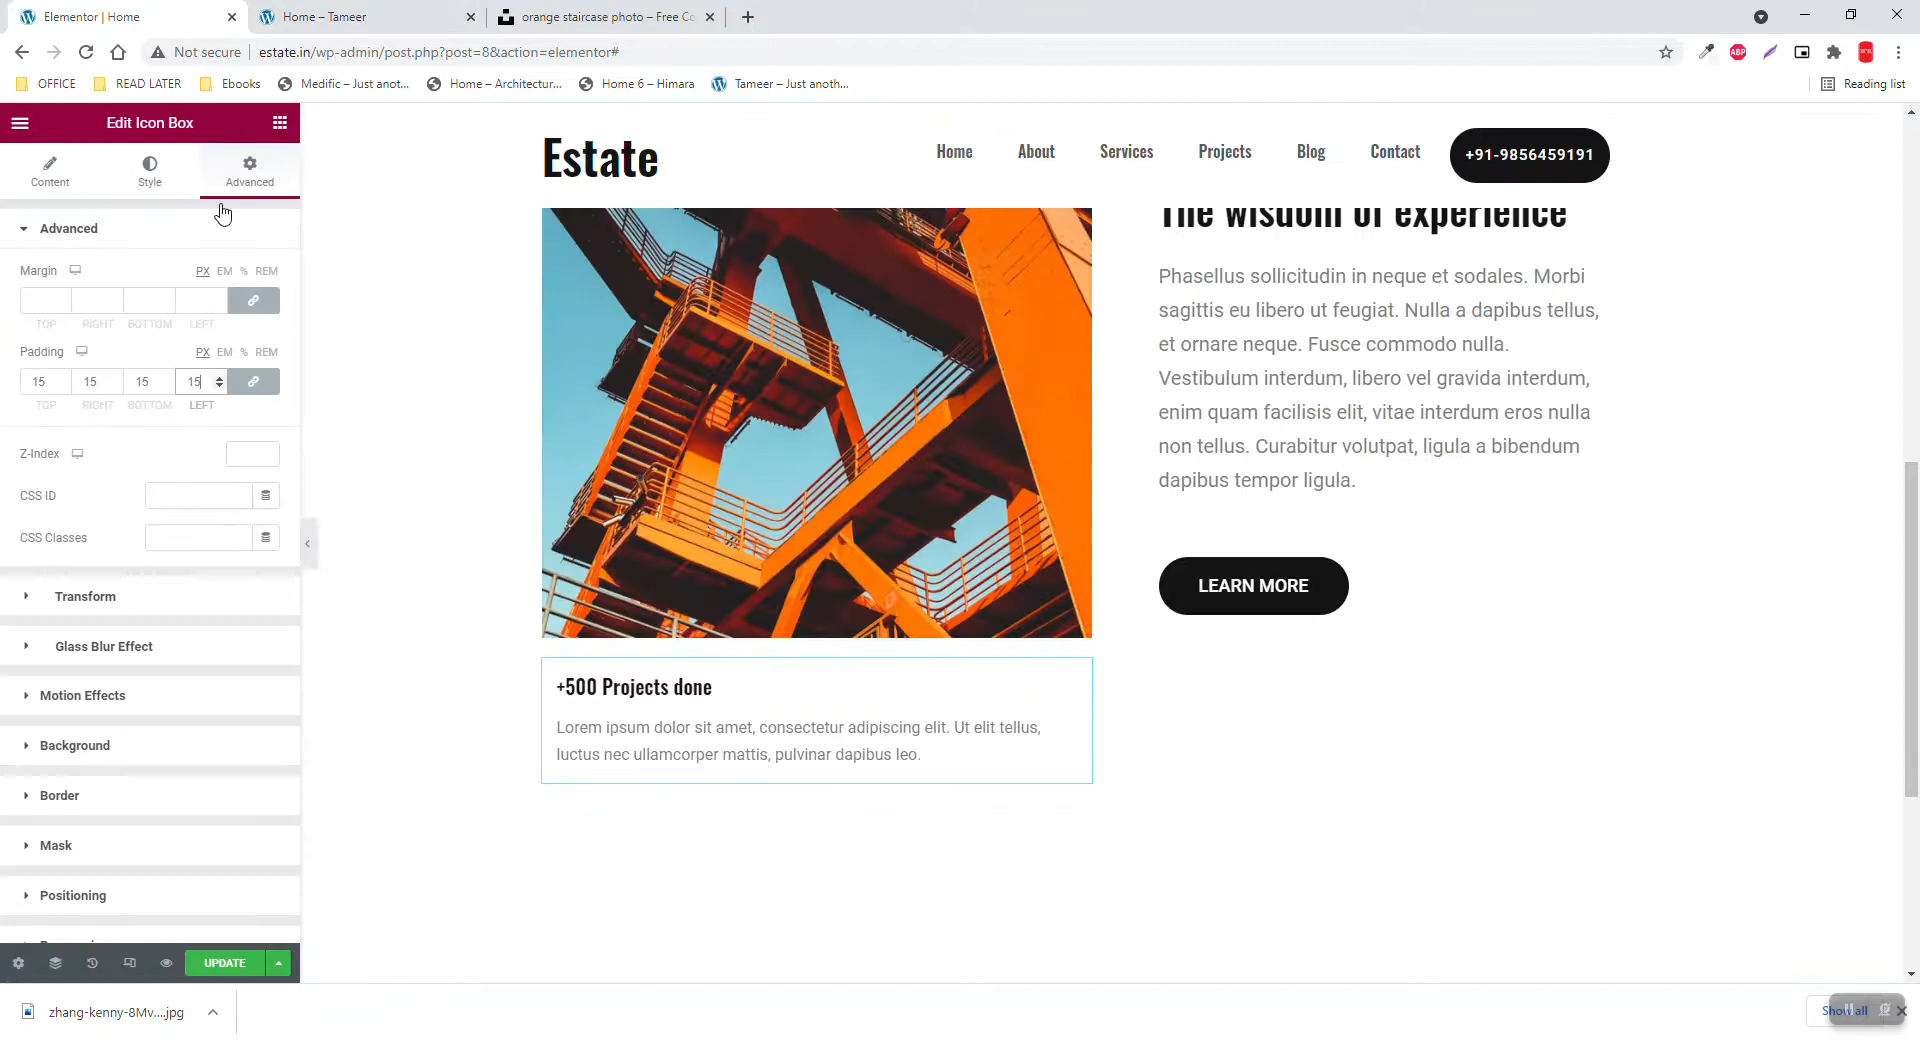 Elementor | Home
Home – Tameer
orange staircase photo – Free Co
Not secure
estate.in/wp-admin/post.php?post=8&action=elementor#
ABP
OFFICE
READ LATER
Ebooks
Medific – Just anot...
Home – Architectur...
Home 6 – Himara
Tameer – Just anoth...
Reading list
Edit Icon Box
Content
Style
Advanced
Advanced
Margin
PX EM % REM
TOP RIGHT BOTTOM LEFT
Padding
PX EM % REM
15 15 15 15
TOP RIGHT BOTTOM LEFT
Z-Index
CSS ID
CSS Classes
Transform
Glass Blur Effect
Motion Effects
Background
Border
Mask
Positioning
UPDATE
Estate
Home
About
Services
Projects
Blog
Contact
+91-9856459191
The wisdom of experience
Phasellus sollicitudin in neque et sodales. Morbi
sagittis eu libero ut feugiat. Nulla a dapibus tellus,
et ornare neque. Fusce commodo nulla.
Vestibulum interdum, libero vel gravida interdum,
enim quam facilisis elit, vitae interdum eros nulla
non tellus. Curabitur volutpat, ligula a bibendum
dapibus tempor ligula.
LEARN MORE
+500 Projects done
Lorem ipsum dolor sit amet, consectetur adipiscing elit. Ut elit tellus,
luctus nec ullamcorper mattis, pulvinar dapibus leo.
zhang-kenny-8Mv....jpg
Show all